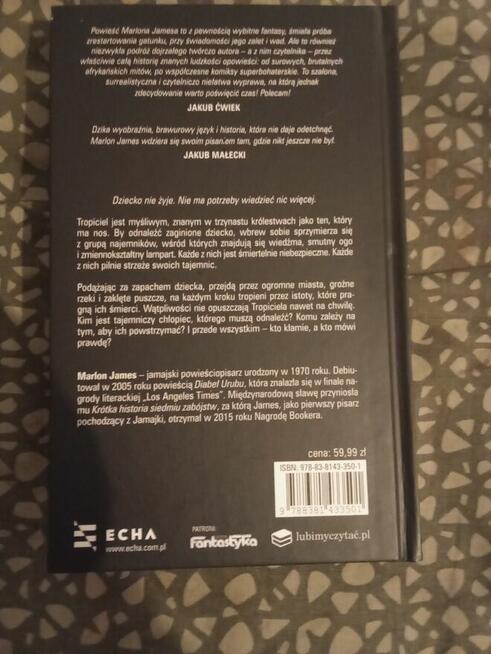 Powieść Marlona Jamesa to z pewnością wybitne fantasy, śmiała próba
zrestartowania gatunku, przy świadomości jego zalet i wad. Ale to również
niezwykła podróż dojrzałego twórczo autora – a z nim czytelnika – przez
właściwie całą historię znanych ludzkości opowieści: od surowych, brutalnych
afrykańskich mitów, po współczesne komiksy superbohaterskie. To szalona,
surrealistyczna i czytelniczo niełatwa wyprawa, na którą jednak
zdecydowanie warto poświęcić czas! Polecam!
JAKUB ĆWIEK
Dzika wyobraźnia, brawurowy język i historia, która nie daje odetchnąć.
Marlon James wdziera się swoim pisaniem tam, gdzie nikt jeszcze nie był.
JAKUB MAŁECKI
Dziecko nie żyje. Nie ma potrzeby wiedzieć nic więcej.
Tropiciel jest myśliwym, znanym w trzynastu królestwach jako ten, który
ma nos. By odnaleźć zaginione dziecko, wbrew sobie sprzymierza się
z grupą najemników, wśród których znajdują się wiedźma, smutny ogo
i zmiennokształtny lampart. Każde z nich jest śmiertelnie niebezpieczne. Każde
z nich pilnie strzeże swoich tajemnic.
Podążając za zapachem dziecka, przejdą przez ogromne miasta, groźne
rzeki i zaklęte puszcze, na każdym kroku tropieni przez istoty, które pra-
gną ich śmierci. Wątpliwości nie opuszczają Tropiciela nawet na chwilę.
Kim jest tajemniczy chłopiec, którego muszą odnaleźć? Komu zależy na
tym, aby ich powstrzymać? I przede wszystkim – kto kłamie, a kto mówi
prawdę?
Marlon James – jamajski powieściopisarz urodzony w 1970 roku. Debiu-
tował w 2005 roku powieścią Diabeł Urubu, która znalazła się w finale na-
grody literackiej „Los Angeles Times”. Międzynarodową sławę przyniosła
mu Krótka historia siedmiu zabójstw, za którą James, jako pierwszy pisarz
pochodzący z Jamajki, otrzymał w 2015 roku Nagrodę Bookera.
cena: 59,99 zł
ISBN: 978-83-8143-350-1
9 788381 433501
ECHA
www.echa.com.pl
PATRONI:
Fantastyka
lubimyczytać.pl